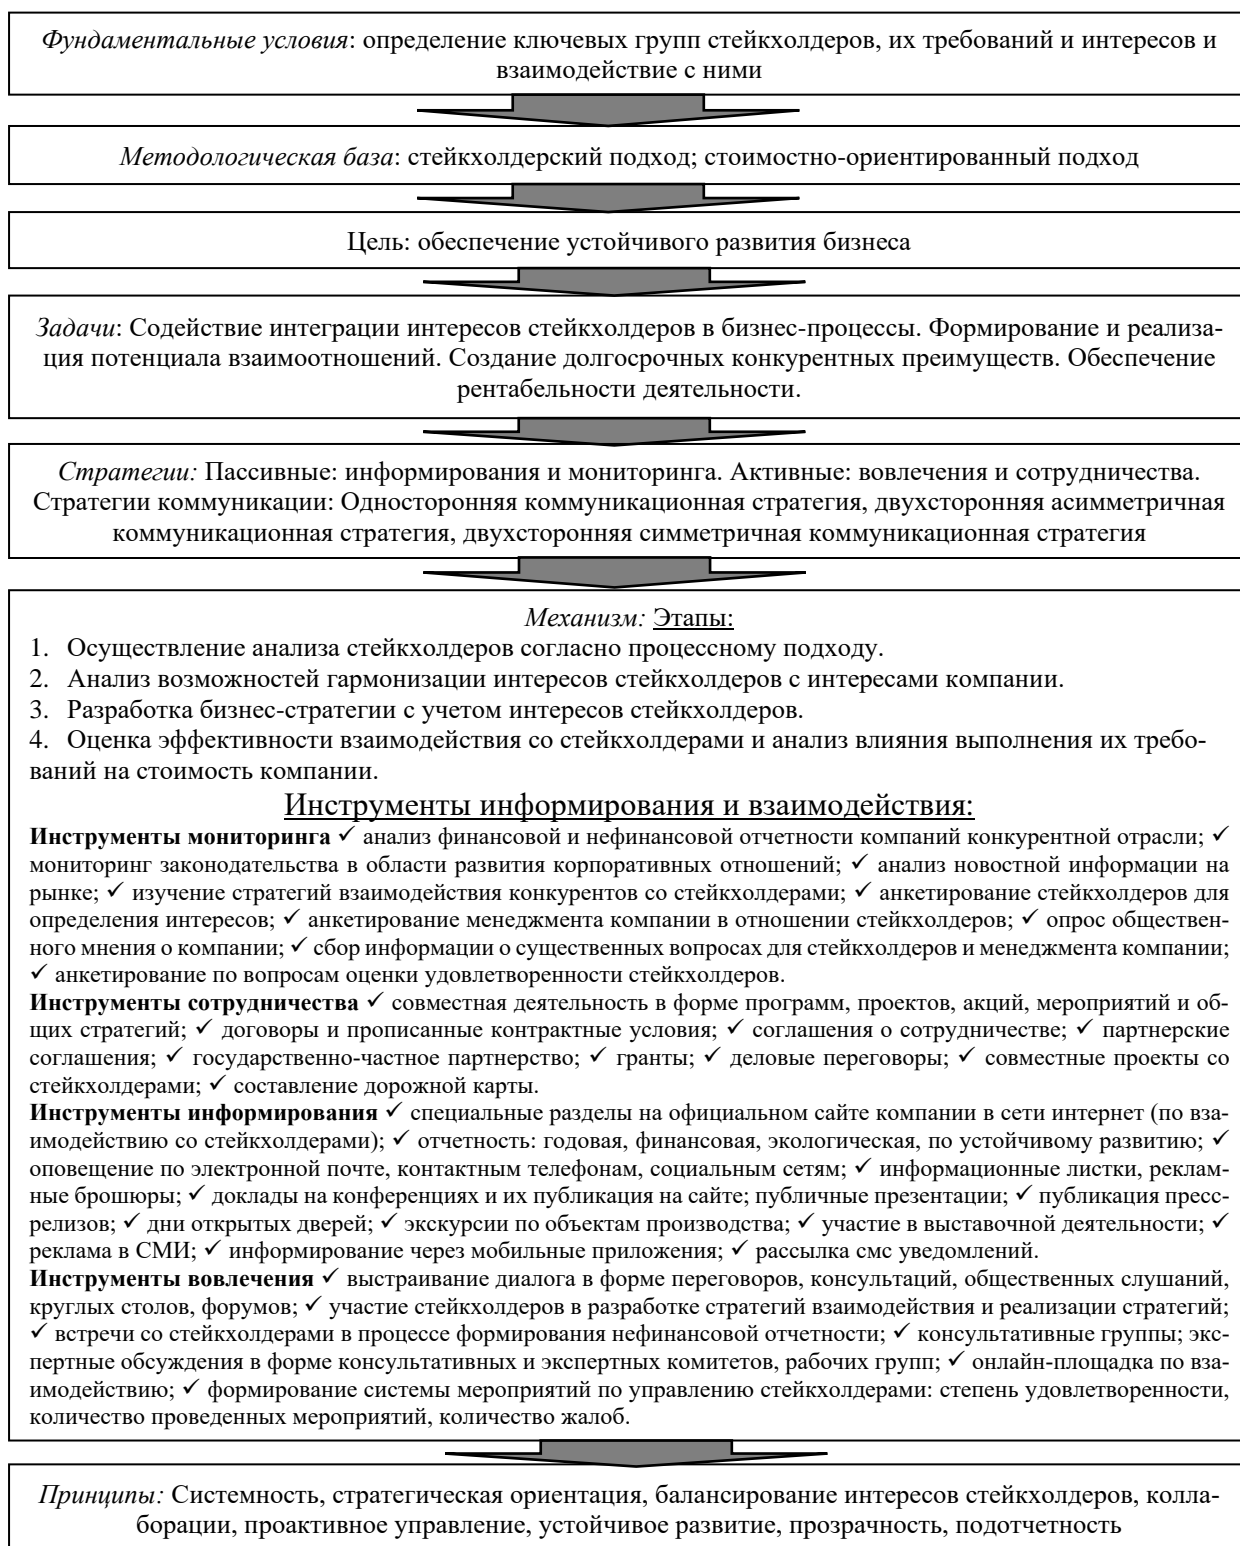 Фундаментальные условия: определение ключевых групп стейкхолдеров, их требований и интересов и
взаимодействие с ними
Методологическая база: стейкхолдерский подход; стоимостно-ориентированный подход
Цель: обеспечение устойчивого развития бизнеса
Задачи: Содействие интеграции интересов стейкхолдеров в бизнес-процессы. Формирование и реализа-
ция потенциала взаимоотношений. Создание долгосрочных конкурентных преимуществ. Обеспечение
рентабельности деятельности.
Стратегии: Пассивные: информирования и мониторинга. Активные: вовлечения и сотрудничества.
Стратегии коммуникации: Односторонняя коммуникационная стратегия, двухсторонняя асимметричная
коммуникационная стратегия, двухсторонняя симметричная коммуникационная стратегия
Механизм: Этапы:
1. Осуществление анализа стейкхолдеров согласно процессному подходу.
2. Анализ возможностей гармонизации интересов стейкхолдеров с интересами компании.
3. Разработка бизнес-стратегии с учетом интересов стейкхолдеров.
4. Оценка эффективности взаимодействия со стейкхолдерами и анализ влияния выполнения их требо-
ваний на стоимость компании.
Инструменты информирования и взаимодействия:
Инструменты мониторинга ✓ анализ финансовой и нефинансовой отчетности компаний конкурентной отрасли; ✓
мониторинг законодательства в области развития корпоративных отношений; ✓ анализ новостной информации на
рынке; ✓ изучение стратегий взаимодействия конкурентов со стейкхолдерами; ✓ анкетирование стейкхолдеров для
определения интересов; ✓ анкетирование менеджмента компании в отношении стейкхолдеров; ✓ опрос обществен-
ного мнения о компании; ✓ сбор информации о существенных вопросах для стейкхолдеров и менеджмента компании;
✓ анкетирование по вопросам оценки удовлетворенности стейкхолдеров.
Инструменты сотрудничества ✓ совместная деятельность в форме программ, проектов, акций, мероприятий и об-
щих стратегий; ✓ договоры и прописанные контрактные условия; ✓ соглашения о сотрудничестве; ✓ партнерские
соглашения; ✓ государственно-частное партнерство; ✓ гранты; ✓ деловые переговоры; ✓ совместные проекты со
стейкхолдерами; ✓ составление дорожной карты.
Инструменты информирования ✓ специальные разделы на официальном сайте компании в сети интернет (по вза-
имодействию со стейкхолдерами); ✓ отчетность: годовая, финансовая, экологическая, по устойчивому развитию; ✓
оповещение по электронной почте, контактным телефонам, социальным сетям; ✓ информационные листки, реклам-
ные брошюры; ✓ доклады на конференциях и их публикация на сайте; публичные презентации; ✓ публикация пресс-
релизов; ✓ дни открытых дверей; ✓ экскурсии по объектам производства; ✓ участие в выставочной деятельности; ✓
реклама в СМИ; ✓ информирование через мобильные приложения; ✓ рассылка смс уведомлений.
Инструменты вовлечения ✓ выстраивание диалога в форме переговоров, консультаций, общественных слушаний,
круглых столов, форумов; ✓ участие стейкхолдеров в разработке стратегий взаимодействия и реализации стратегий;
✓ встречи со стейкхолдерами в процессе формирования нефинансовой отчетности; ✓ консультативные группы; экс-
пертные обсуждения в форме консультативных и экспертных комитетов, рабочих групп; ✓ онлайн-площадка по вза-
имодействию; ✓ формирование системы мероприятий по управлению стейкхолдерами: степень удовлетворенности,
количество проведенных мероприятий, количество жалоб.
Принципы: Системность, стратегическая ориентация, балансирование интересов стейкхолдеров, колла-
борации, проактивное управление, устойчивое развитие, прозрачность, подотчетность